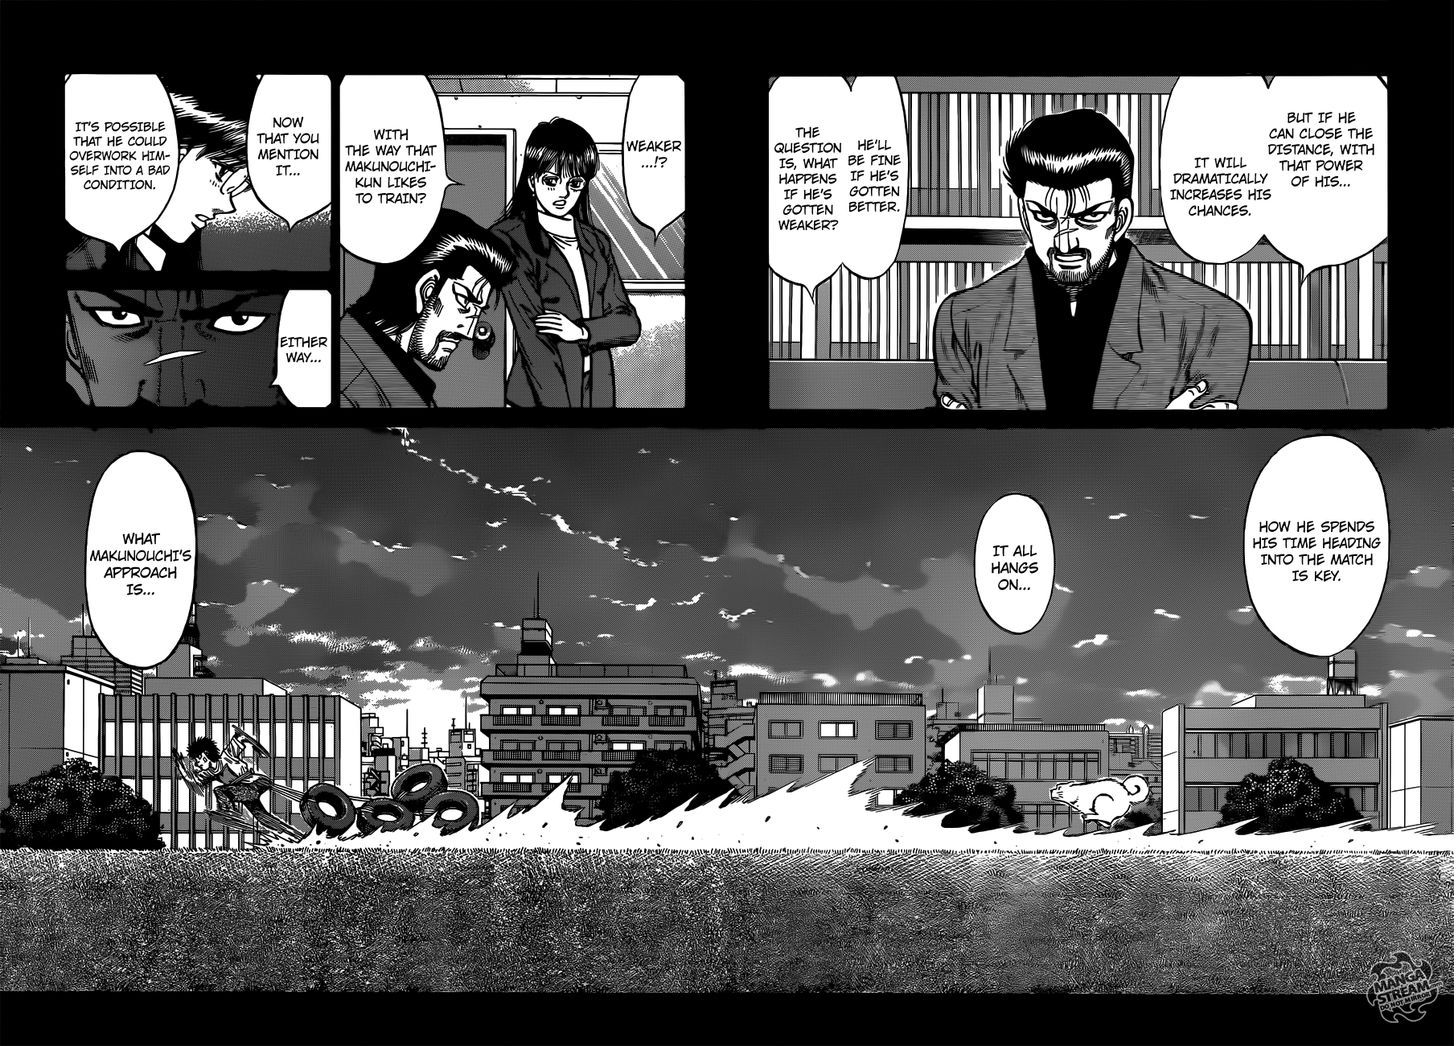 BUT IF HE
CAN CLOSE THE
DISTANCE, WITH
THAT POWER
OF HIS...
IT WILL
DRAMATICALLY
INCREASES HIS
CHANCES.
HE'LL
BE FINE
IF HE'S
GOTTEN
BETTER.
THE
QUESTION
IS, WHAT
HAPPENS
IF HE'S
GOTTEN
WEAKER?
WEAKER
...!?
WITH
THE WAY THAT
MAKUNOUCHI-
KUN LIKES
TO TRAIN?
NOW
THAT YOU
MENTION
IT...
IT'S POSSIBLE
THAT HE COULD
OVERWORK HIM-
SELF INTO A BAD
CONDITION.
EITHER
WAY...
HOW HE SPENDS
HIS TIME HEADING
INTO THE MATCH
IS KEY.
IT ALL
HANGS
ON...
WHAT
MAKUNOUCHI'S
APPROACH
IS...
MANGA
STREAM
DO NOT MIRROR